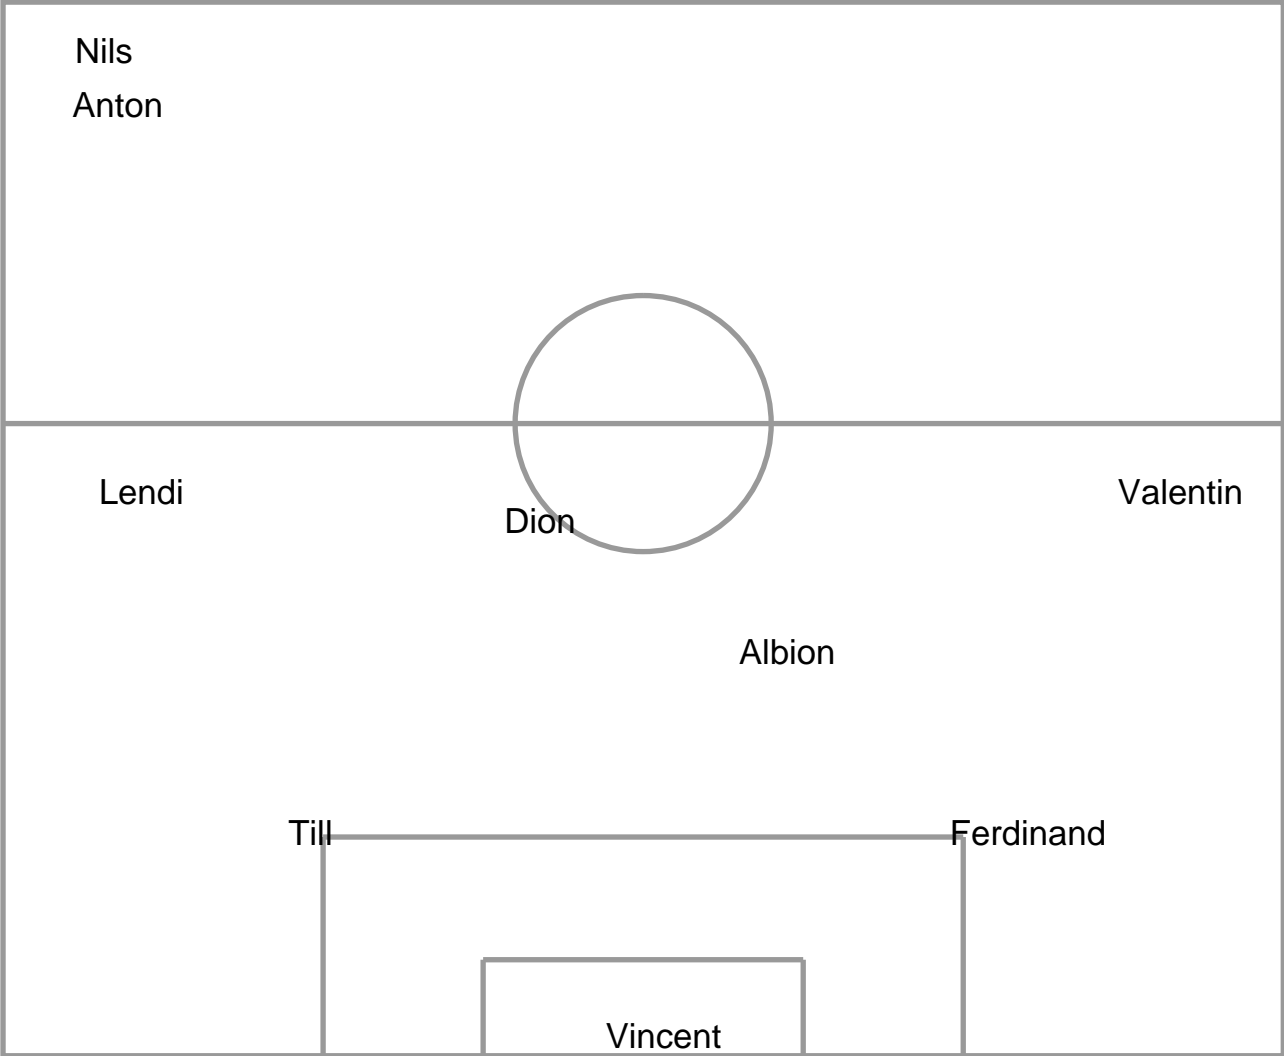 Nils
Anton
Lendi
Valentin
Dion
Albion
Till
Ferdinand
Vincent